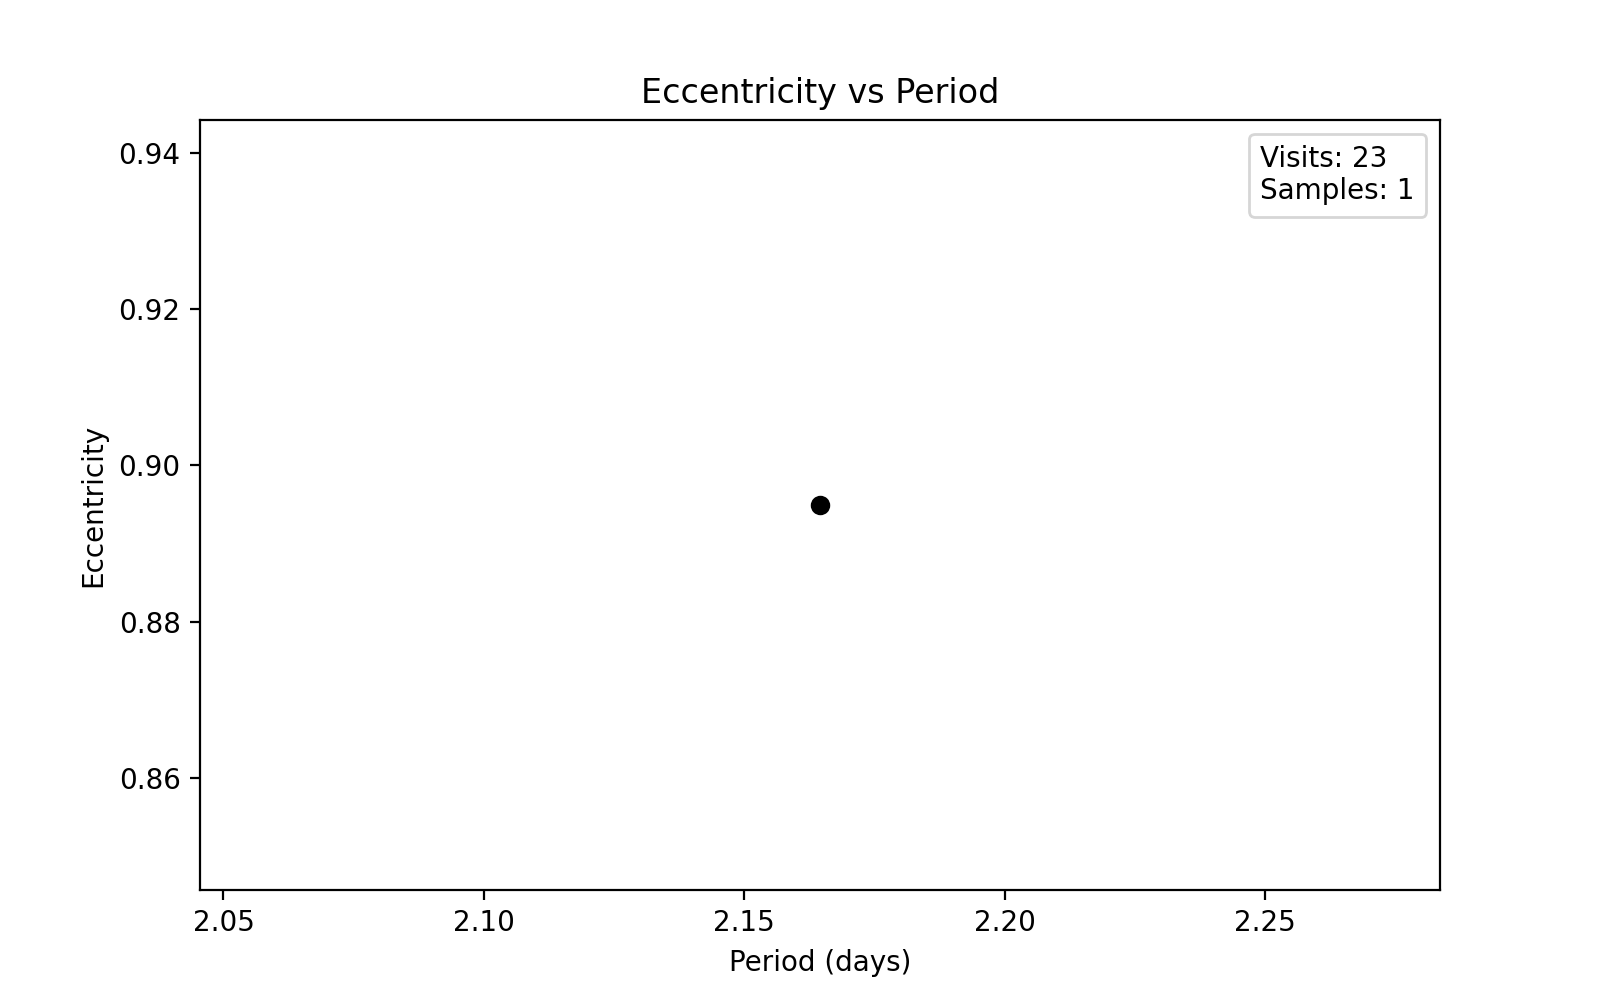 Eccentricity vs Period
Visits: 23
Samples: 1
0.94
0.92
0.90
0.88
0.86
Eccentricity
2.05 2.10 2.15 2.20 2.25
Period (days)